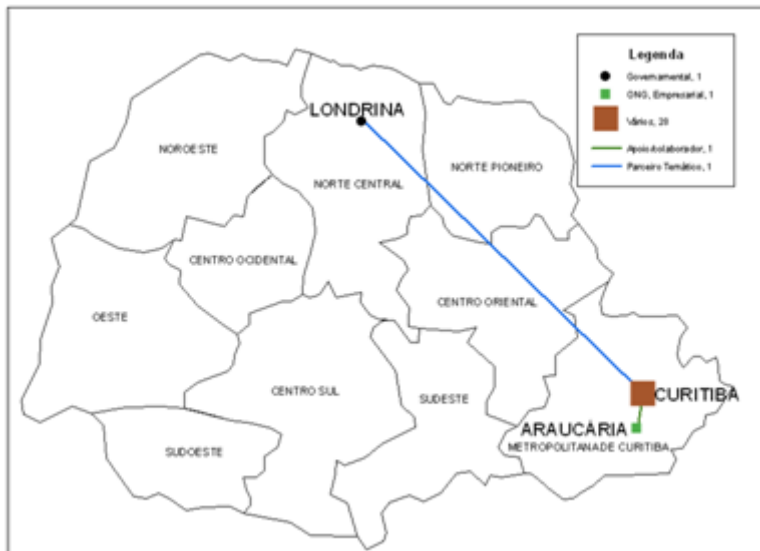 Legenda
Governamental, 1
ONG, Empresarial, 1
Vários, 28
Apoio/colaborador, 1
Parceiro Temático, 1
LONDRINA
NOROESTE
NORTE PIONEIRO
NORTE CENTRAL
CENTRO OCIDENTAL
CENTRO ORIENTAL
OESTE
CENTRO SUL
SUDESTE
CURITIBA
ARAUCÁRIA
METROPOLITANA DE CURITIBA
SUDOESTE